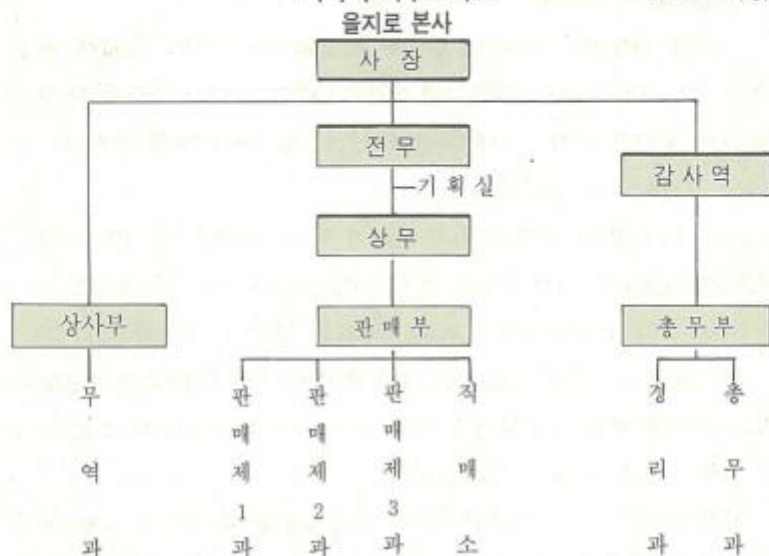 을지로 본사
사 장
전 무
감 사 역
기 획 실
상 무
상사부
판 매 부
총 무 부
무역과
판매제1과
판매제2과
판매제3과
직매소
경리과
총무과